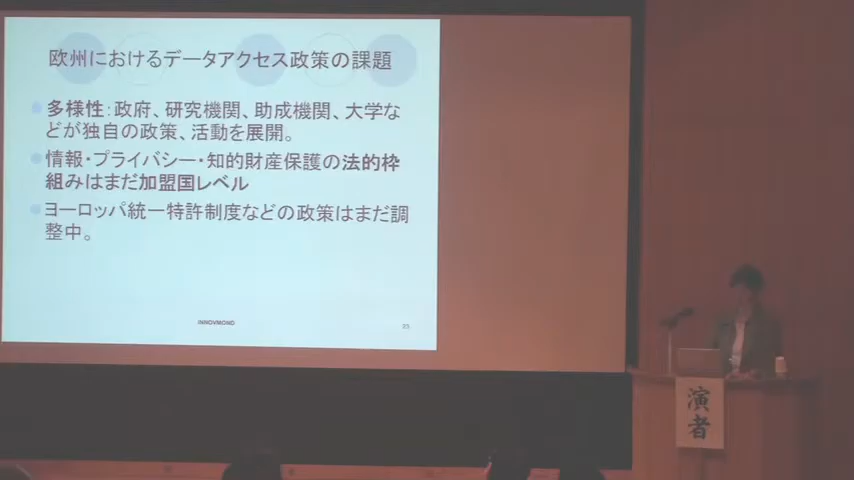 欧州におけるデータアクセス政策の課題
多様性：政府、研究機関、助成機関、大学な
どが独自の政策、活動を展開。
情報・プライバシー・知的財産保護の法的枠
組みはまだ加盟国レベル
ヨーロッパ統一特許制度などの政策はまだ調
整中。
INNOVMOND
演者